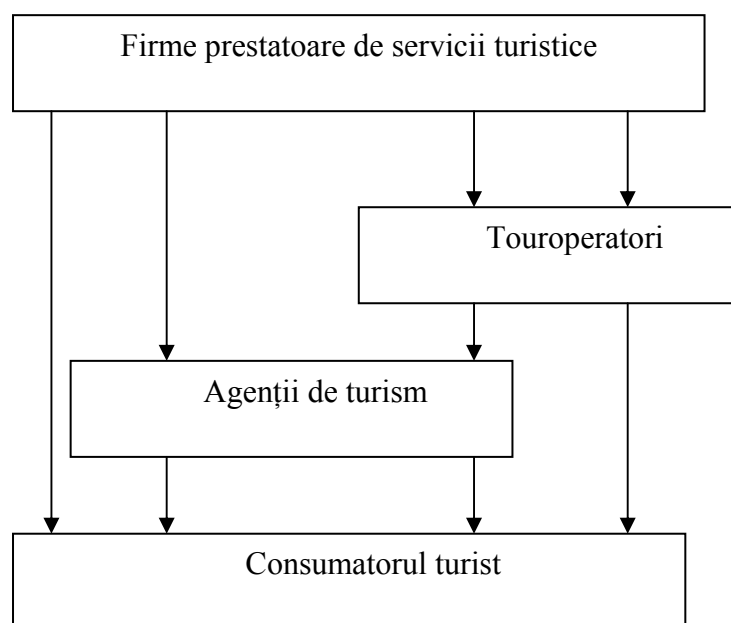 Firme prestatoare de servicii turistice
Touroperatori
Agenții de turism
Consumatorul turist